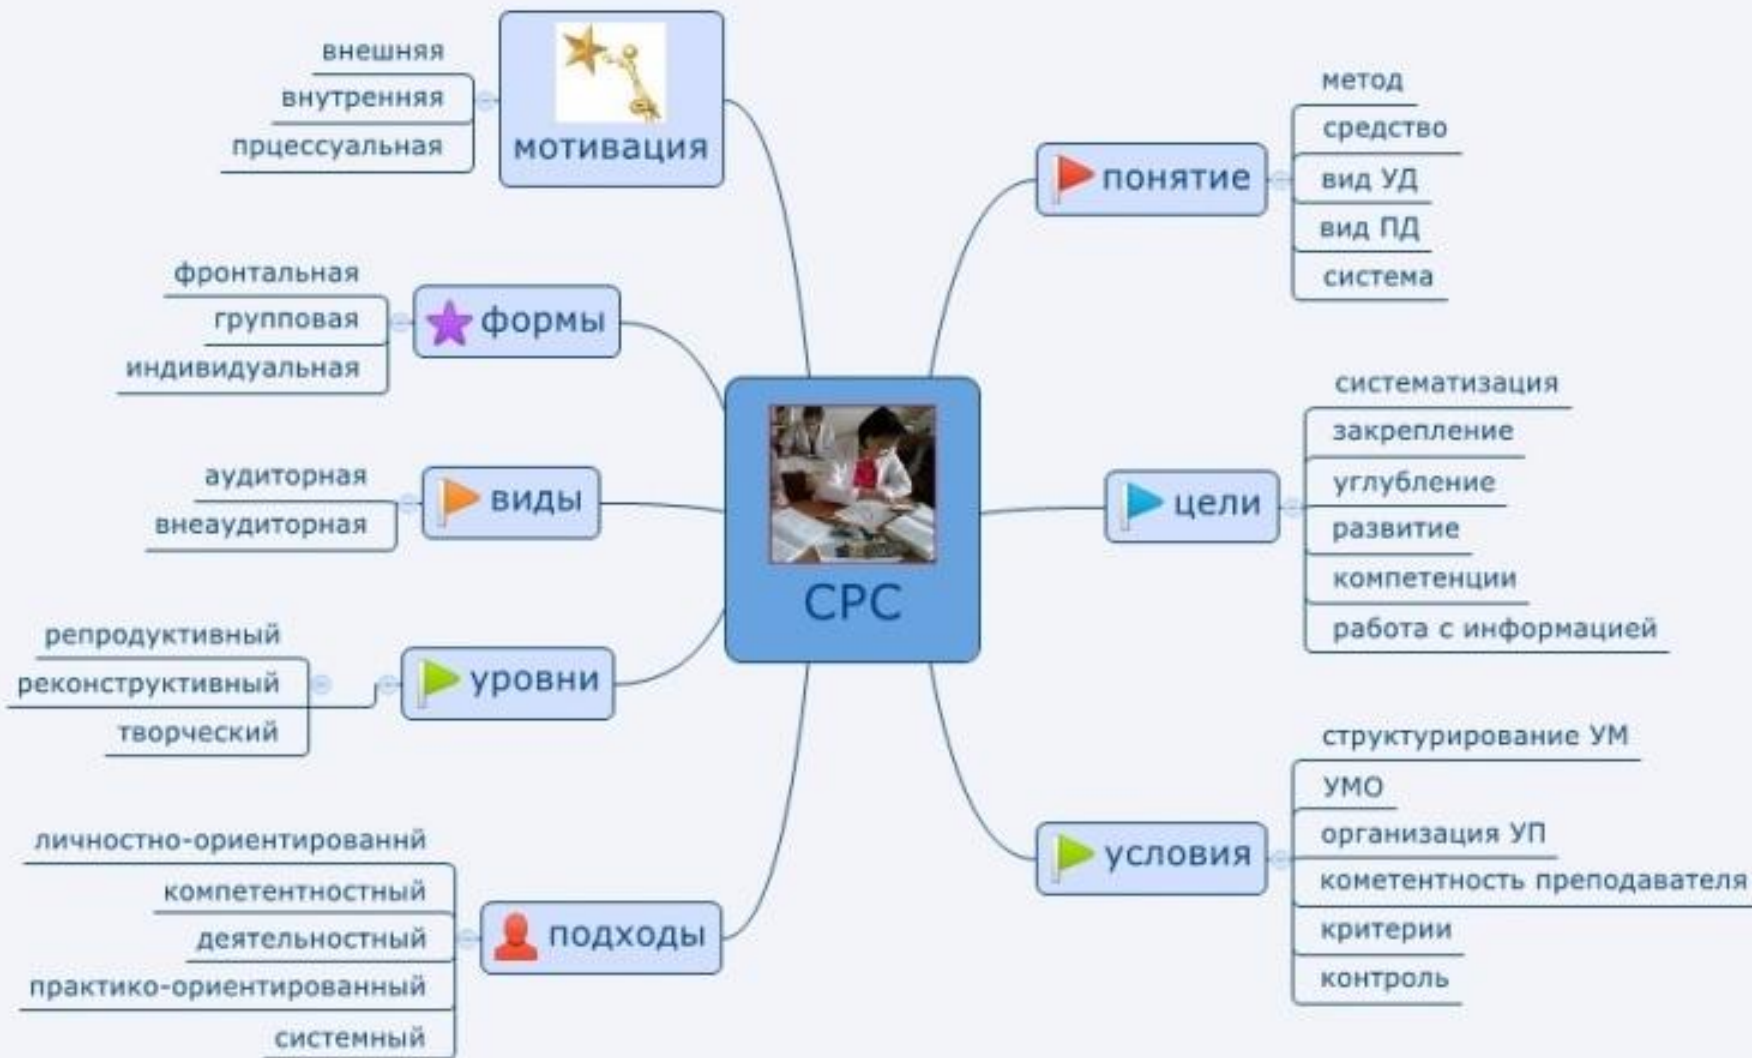 СРС
мотивация
внешняя
внутренняя
прцессуальная
формы
фронтальная
групповая
индивидуальная
виды
аудиторная
внеаудиторная
уровни
репродуктивный
реконструктивный
творческий
подходы
личностно-ориентированнй
компетентностный
деятельностный
практико-ориентированный
системный
понятие
метод
средство
вид УД
вид ПД
система
цели
систематизация
закрепление
углубление
развитие
компетенции
работа с информацией
условия
структурирование УМ
УМО
организация УП
кометентность преподавателя
критерии
контроль